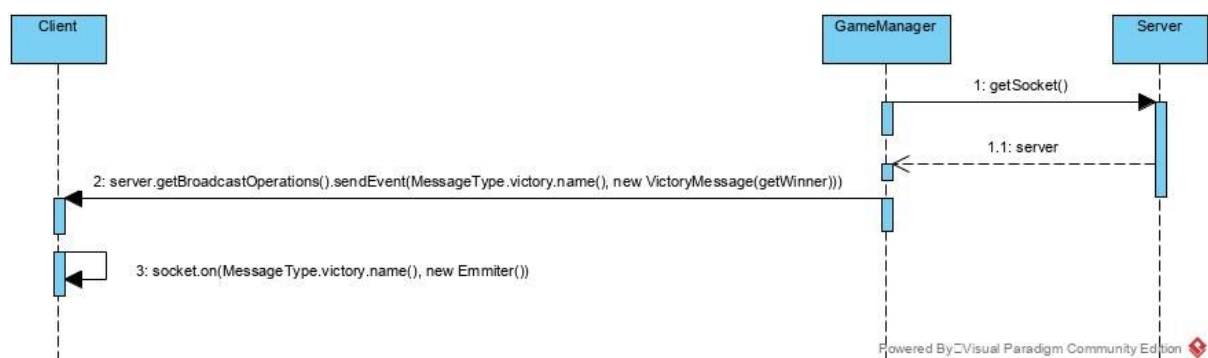 Client
GameManager
Server
1: getSocket()
1.1: server
2: server.getBroadcastOperations().sendEvent(MessageType.victory.name(), new VictoryMessage(getWinner)))
3: socket.on(MessageType.victory.name(), new Emmiter())
Powered By Visual Paradigm Community Edition